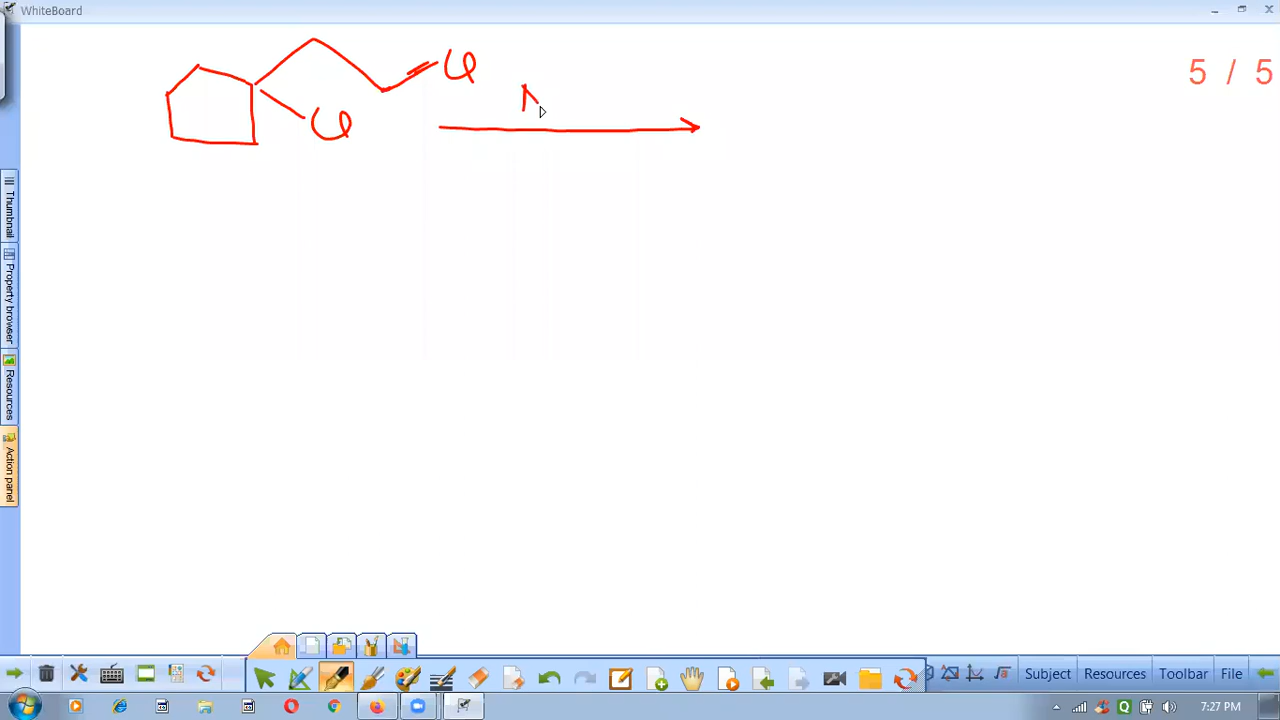 WhiteBoard
5 / 5
Cl
Cl
Thumbnail
Property browser
Resources
Action panel
Subject
Resources
Toolbar
File
7:27 PM